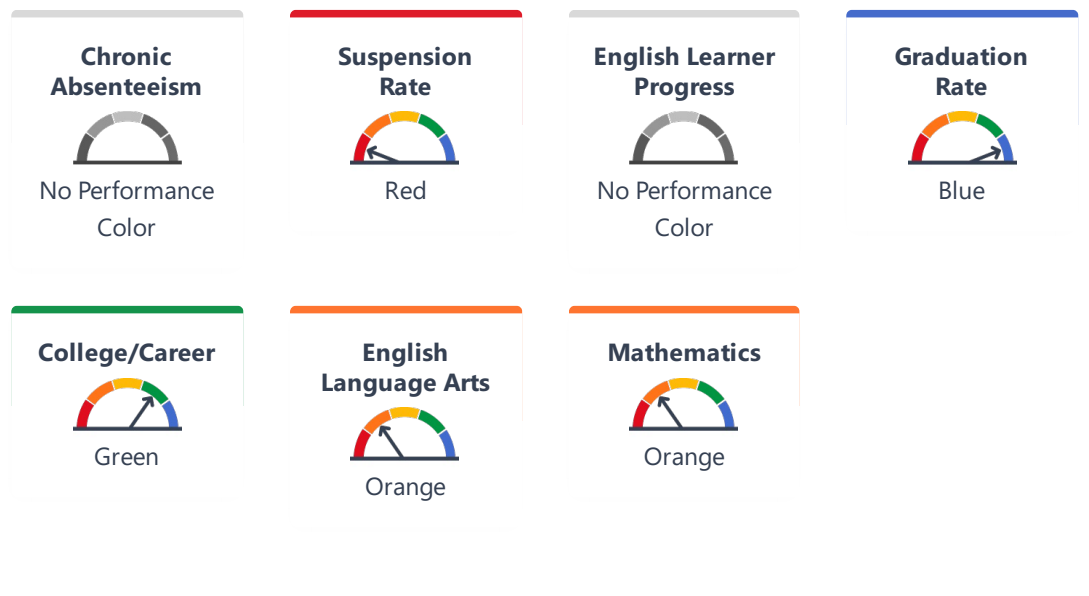 Chronic
Absenteeism
No Performance
Color
Suspension
Rate
Red
English Learner
Progress
No Performance
Color
Graduation
Rate
Blue
College/Career
Green
English
Language Arts
Orange
Mathematics
Orange